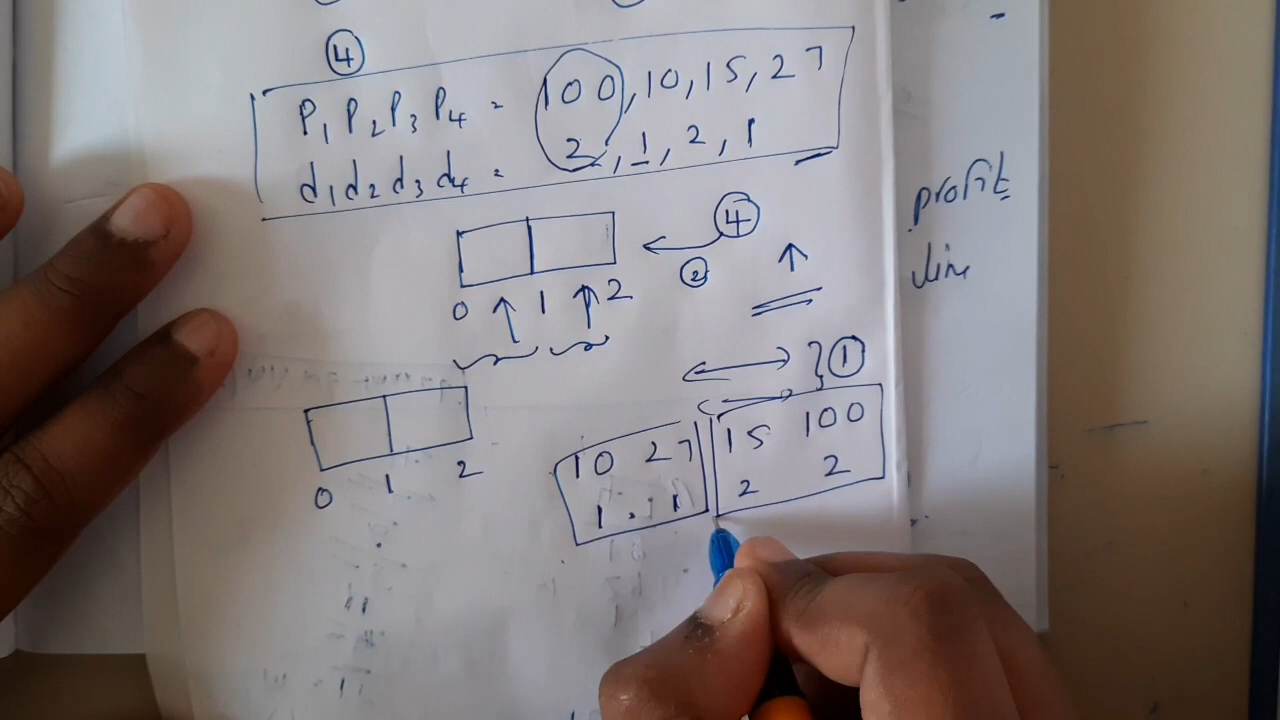 4
P1 P2 P3 P4 = 100, 10, 15, 27
d1 d2 d3 d4 = 2, 1, 2, 1
4
2
0 1 2
profit
1
0 1 2
10 27 15 100
1 . 1 2 2